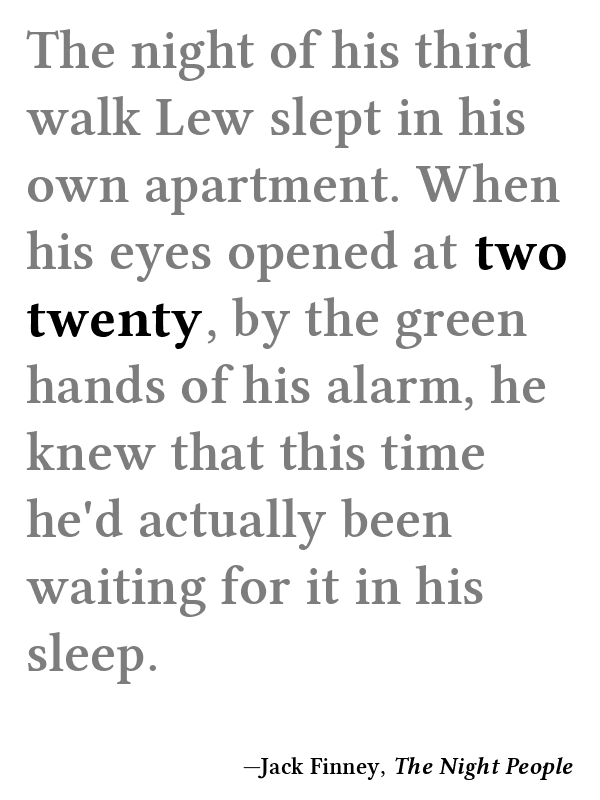 The night of his third
walk Lew slept in his
own apartment. When
his eyes opened at two
twenty, by the green
hands of his alarm, he
knew that this time
he'd actually been
waiting for it in his
sleep.
—Jack Finney, The Night People